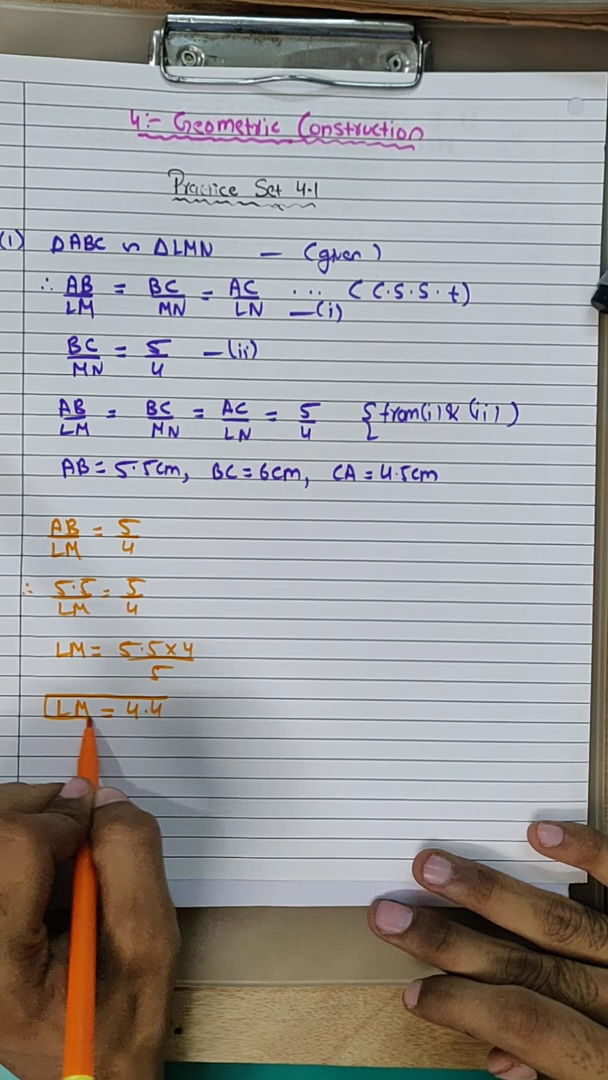 4:- Geometric Construction
Practice Set 4.1
(1) ΔABC ~ ΔLMN — (given)
∴ AB/LM = BC/MN = AC/LN ... (C.S.S.t) —(i)
BC/MN = 5/4 —(ii)
AB/LM = BC/MN = AC/LN = 5/4 {from(i) & (ii)
AB = 5.5cm, BC = 6cm, CA = 4.5cm
AB/LM = 5/4
∴ 5.5/LM = 5/4
LM = 5.5×4/5
LM = 4.4